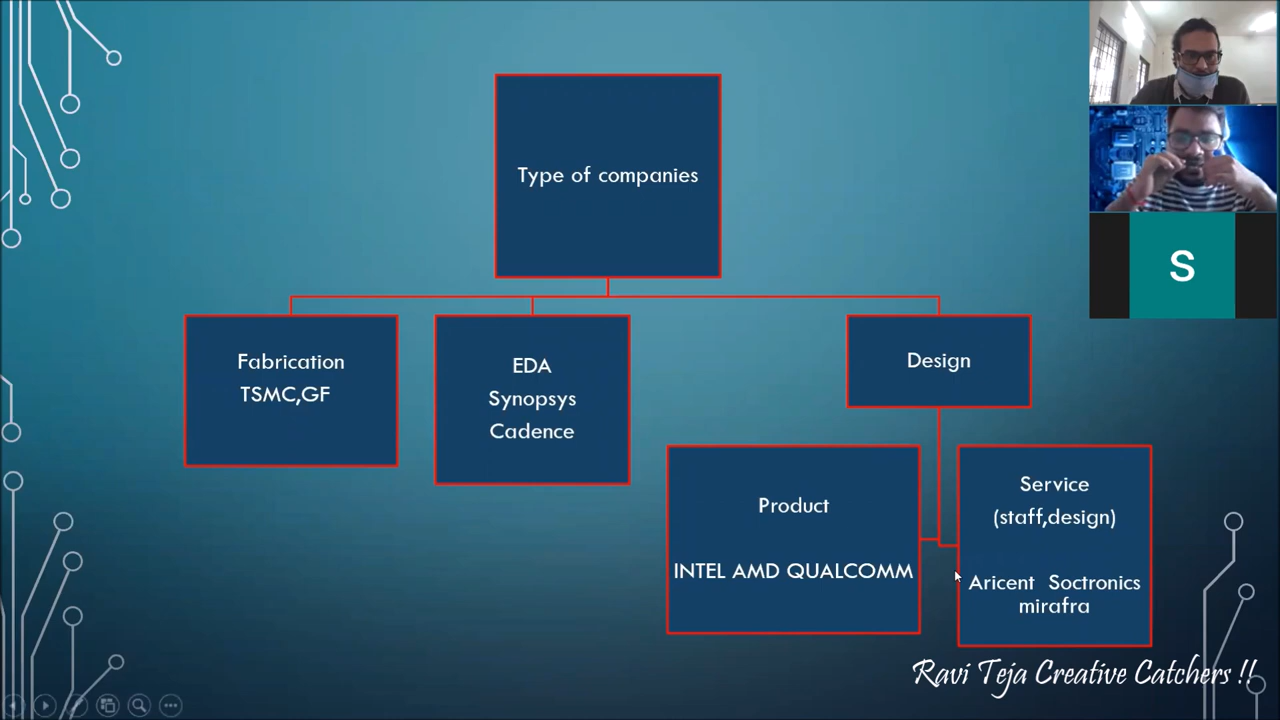 Type of companies
Fabrication
TSMC,GF
EDA
Synopsys
Cadence
Design
Product
INTEL AMD QUALCOMM
Service
(staff,design)
Aricent Soctronics
mirafra
S
Ravi Teja Creative Catchers !!